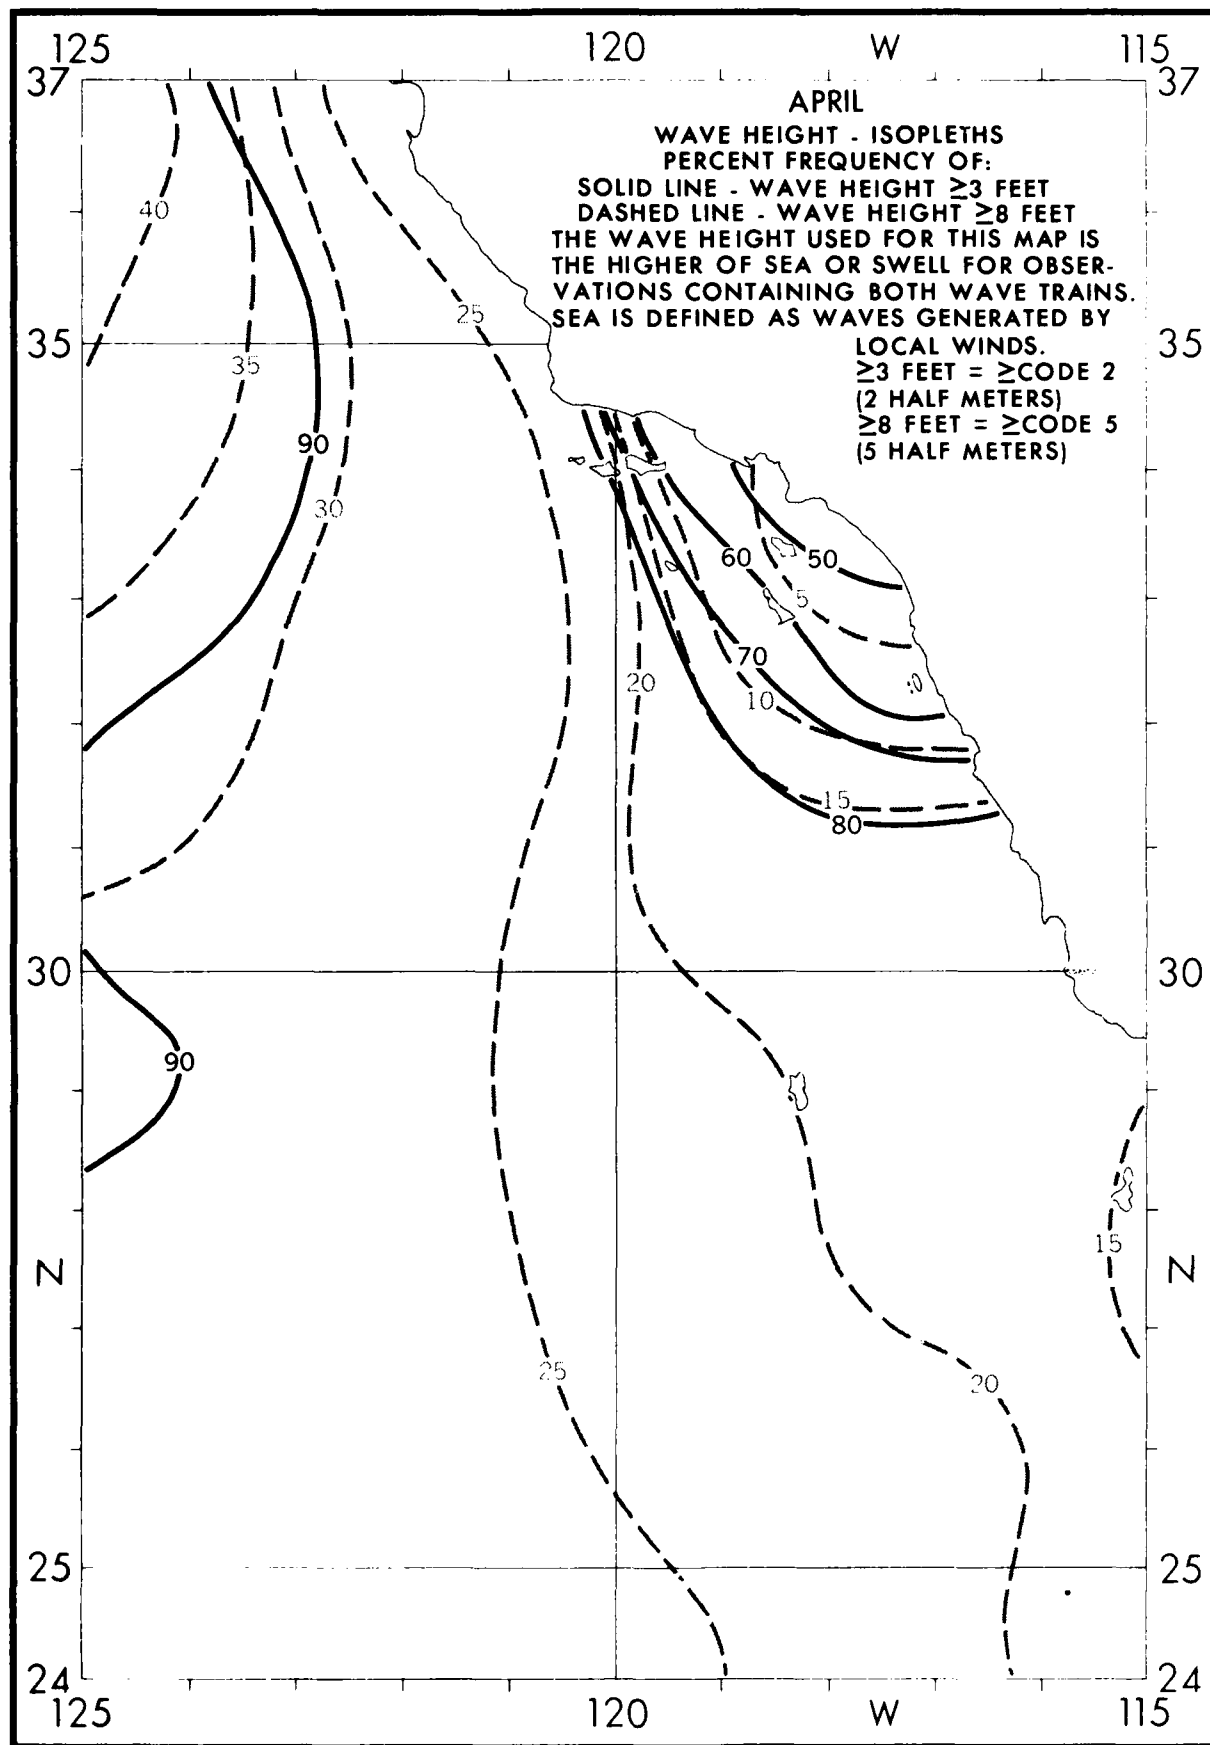 125 120 W 115
37 37
APRIL
WAVE HEIGHT - ISOPLETHS
PERCENT FREQUENCY OF:
SOLID LINE - WAVE HEIGHT ≥3 FEET
DASHED LINE - WAVE HEIGHT ≥8 FEET
THE WAVE HEIGHT USED FOR THIS MAP IS
THE HIGHER OF SEA OR SWELL FOR OBSER-
VATIONS CONTAINING BOTH WAVE TRAINS.
SEA IS DEFINED AS WAVES GENERATED BY
LOCAL WINDS.
≥3 FEET = ≥CODE 2
(2 HALF METERS)
≥8 FEET = ≥CODE 5
(5 HALF METERS)
40
25
35 35
35
90
30
60 50
5
70
20 10
15
80
30 30
90
15
N N
25 20
25 25
24 24
125 120 W 115